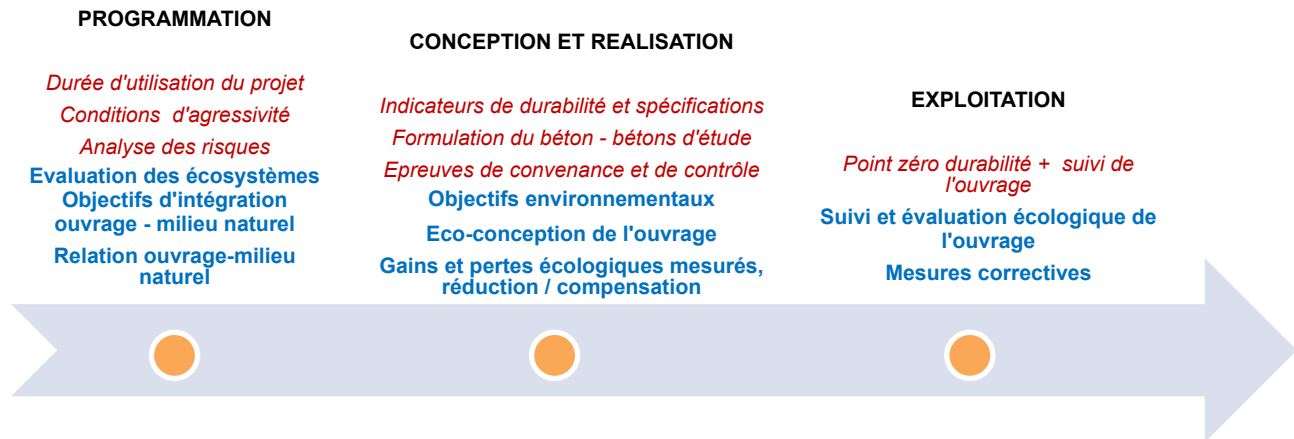 PROGRAMMATION
Durée d'utilisation du projet
Conditions d'agressivité
Analyse des risques
Evaluation des écosystèmes
Objectifs d'intégration
ouvrage - milieu naturel
Relation ouvrage-milieu
naturel
CONCEPTION ET REALISATION
Indicateurs de durabilité et spécifications
Formulation du béton - bétons d'étude
Epreuves de convenance et de contrôle
Objectifs environnementaux
Eco-conception de l'ouvrage
Gains et pertes écologiques mesurés,
réduction / compensation
EXPLOITATION
Point zéro durabilité + suivi de
l'ouvrage
Suivi et évaluation écologique de
l'ouvrage
Mesures correctives